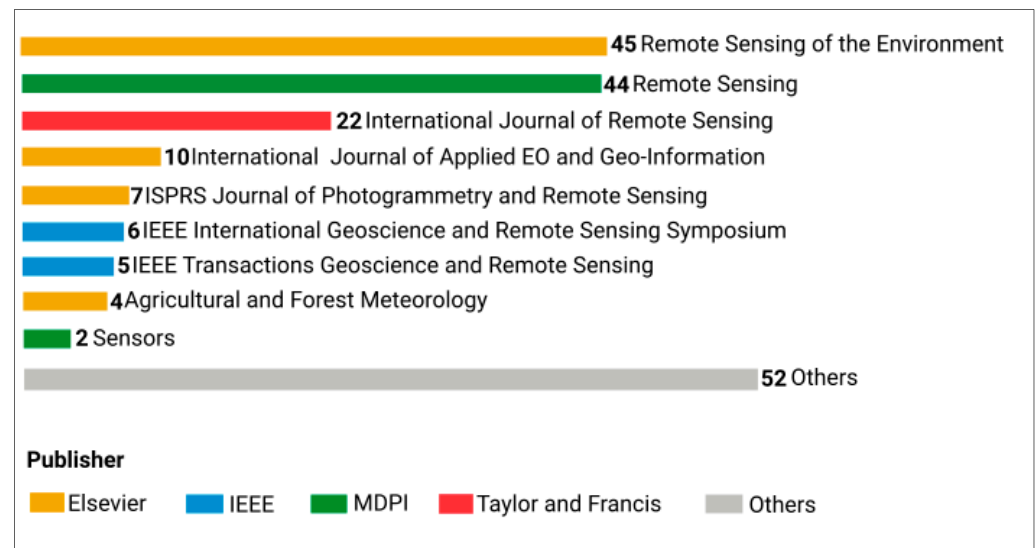 45 Remote Sensing of the Environment
44 Remote Sensing
22 International Journal of Remote Sensing
10 International Journal of Applied EO and Geo-Information
7 ISPRS Journal of Photogrammetry and Remote Sensing
6 IEEE International Geoscience and Remote Sensing Symposium
5 IEEE Transactions Geoscience and Remote Sensing
4 Agricultural and Forest Meteorology
2 Sensors
52 Others
Publisher
Elsevier IEEE MDPI Taylor and Francis Others